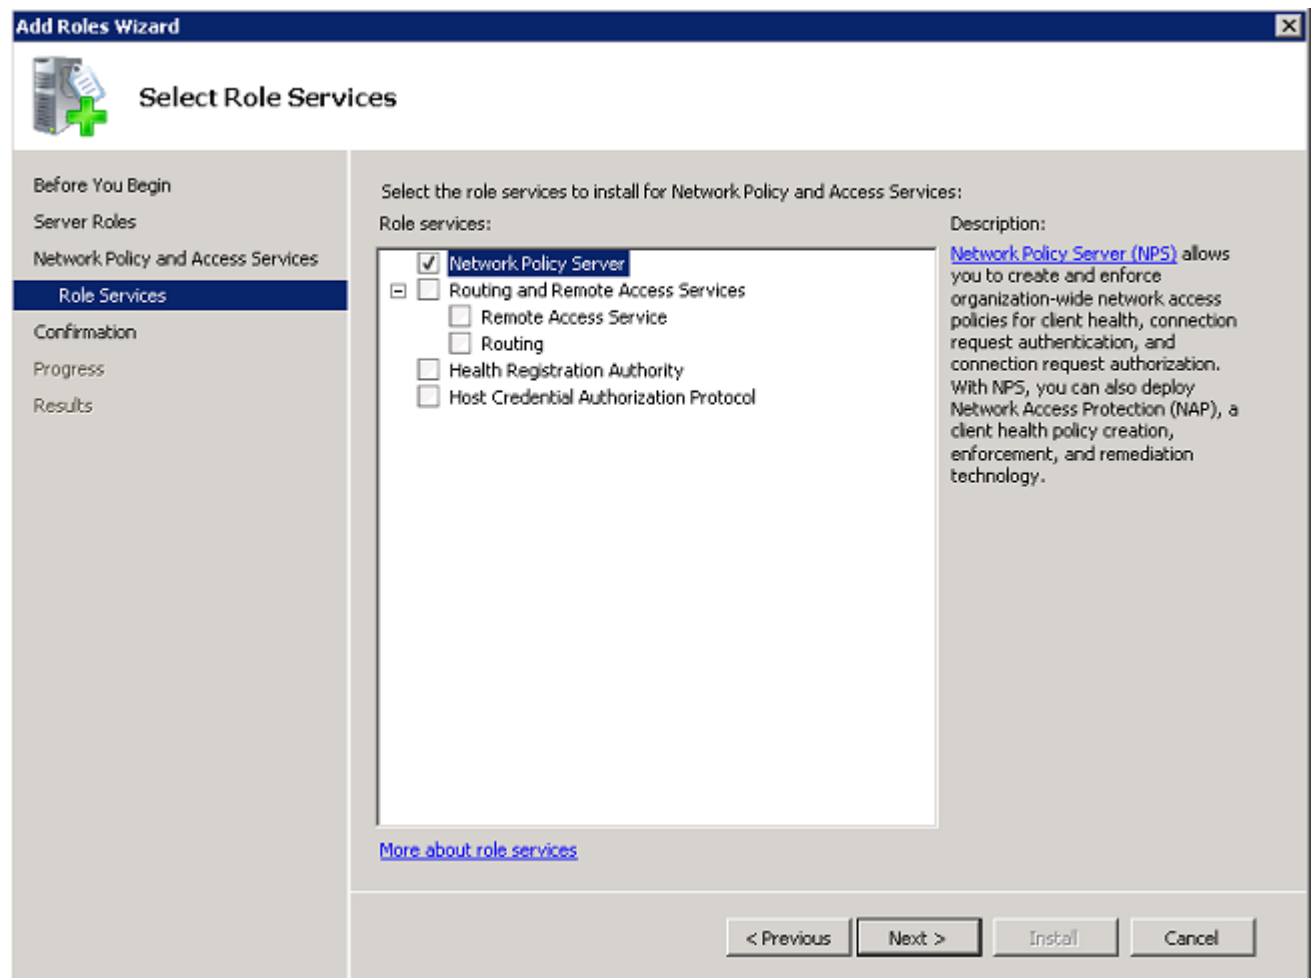 Add Roles Wizard
Select Role Services
Before You Begin
Server Roles
Network Policy and Access Services
Role Services
Confirmation
Progress
Results
Select the role services to install for Network Policy and Access Services:
Role services:
Network Policy Server
Routing and Remote Access Services
Remote Access Service
Routing
Health Registration Authority
Host Credential Authorization Protocol
More about role services
Description:
Network Policy Server (NPS) allows
you to create and enforce
organization-wide network access
policies for client health, connection
request authentication, and
connection request authorization.
With NPS, you can also deploy
Network Access Protection (NAP), a
client health policy creation,
enforcement, and remediation
technology.
< Previous
Next >
Install
Cancel